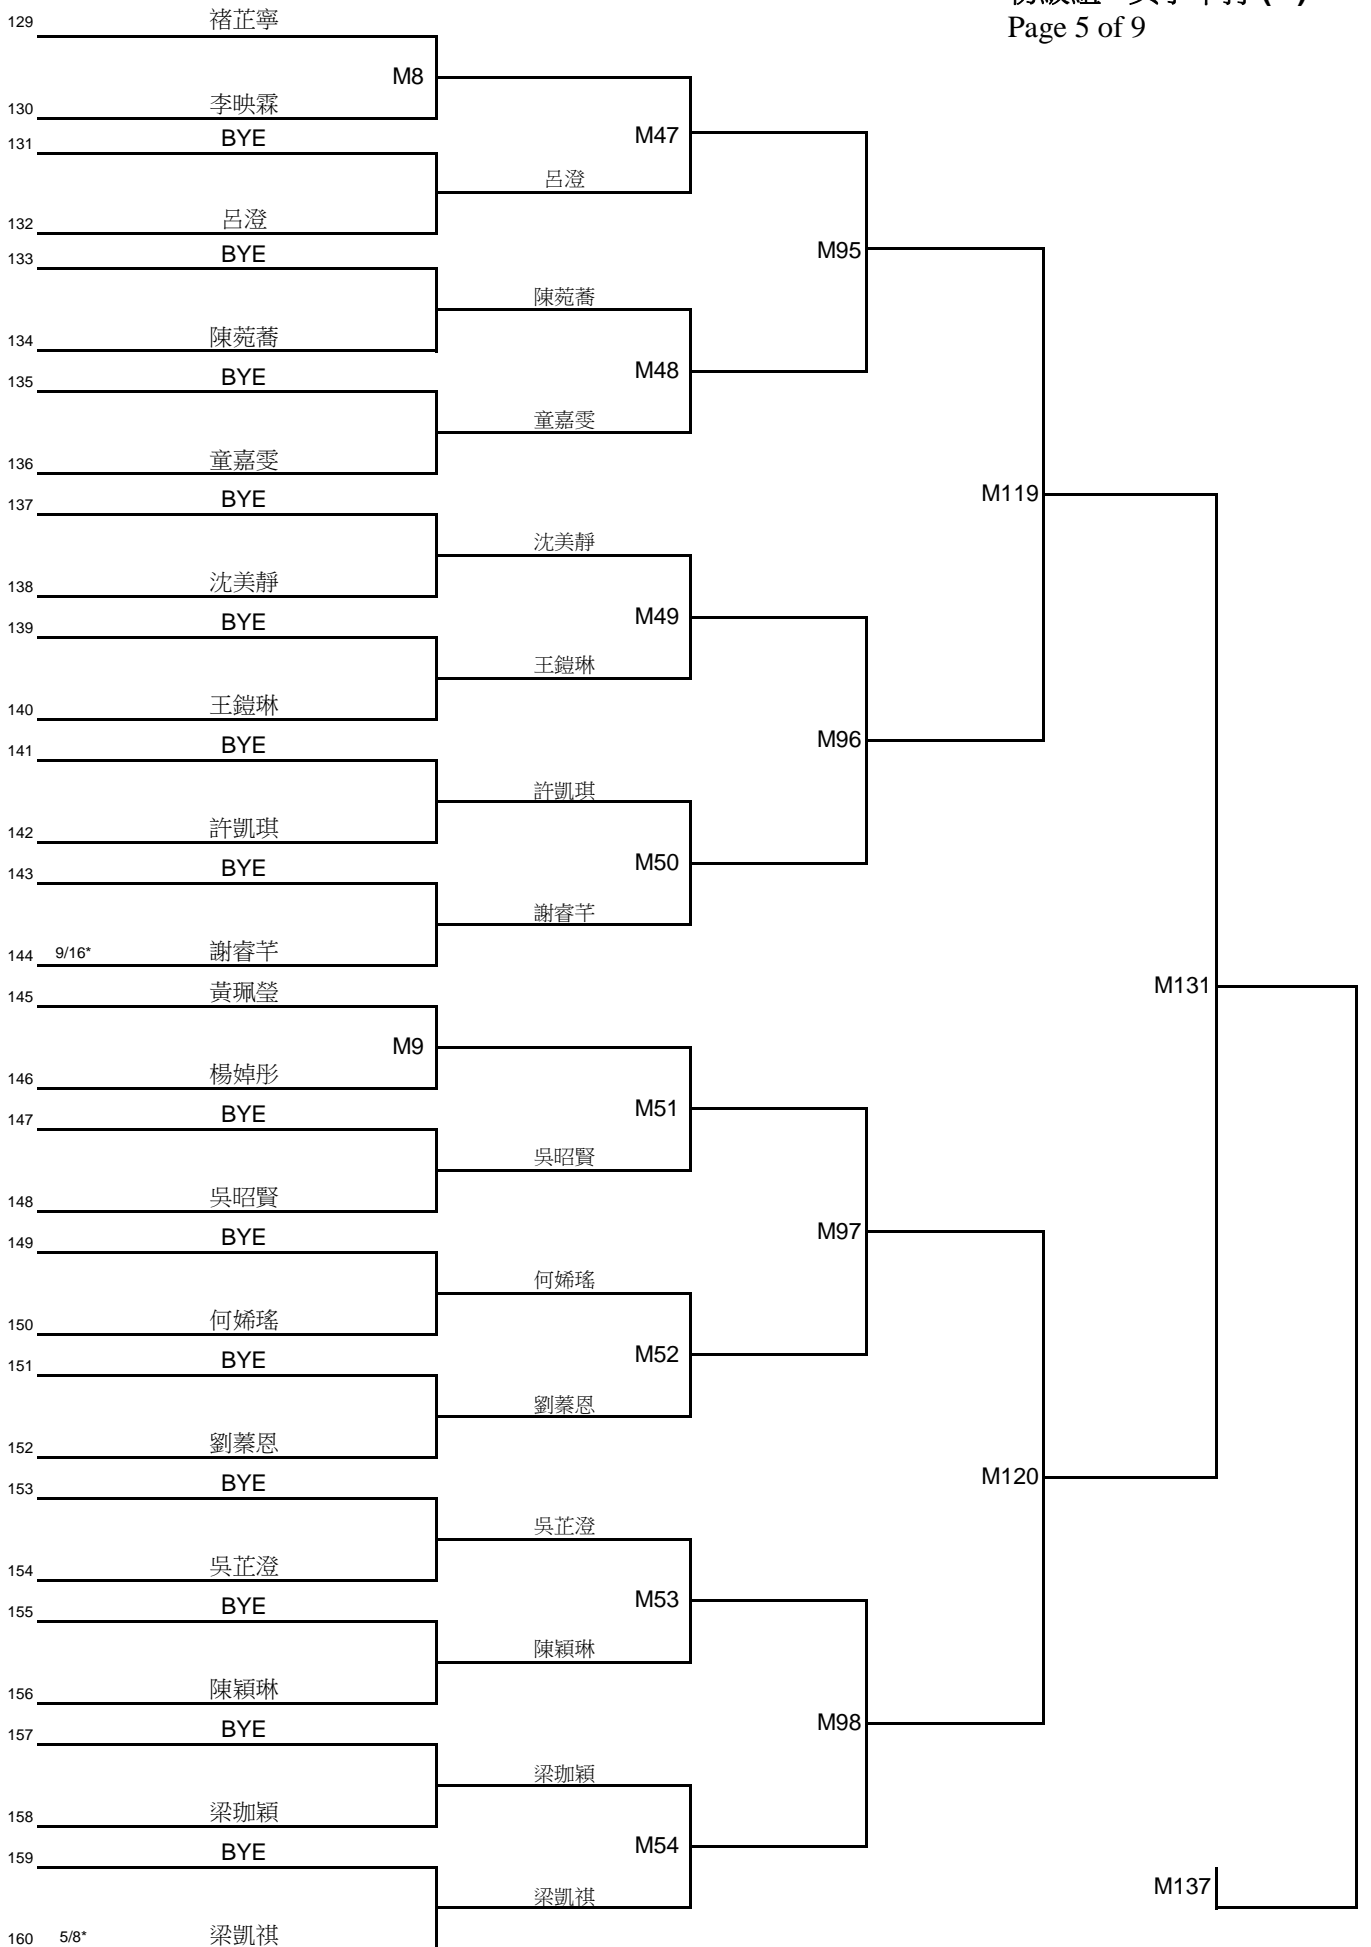 Page 5 of 9
129 褚芷寧
M8
130 李映霖
131 BYE
M47
呂澄
132 呂澄
133 BYE
M95
陳菀蕎
134 陳菀蕎
135 BYE
M48
童嘉雯
136 童嘉雯
137 BYE
M119
沈美靜
138 沈美靜
139 BYE
M49
王鎧琳
140 王鎧琳
141 BYE
M96
許凱琪
142 許凱琪
143 BYE
M50
謝睿芊
144 9/16* 謝睿芊
145 黃珮瑩
M131
M9
146 楊婥彤
147 BYE
M51
吳昭賢
148 吳昭賢
149 BYE
M97
何姵瑤
150 何姵瑤
151 BYE
M52
劉蓁恩
152 劉蓁恩
153 BYE
M120
吳芷澄
154 吳芷澄
155 BYE
M53
陳穎琳
156 陳穎琳
157 BYE
M98
梁珈穎
158 梁珈穎
159 BYE
M54
梁凱祺
M137
160 5/8* 梁凱祺